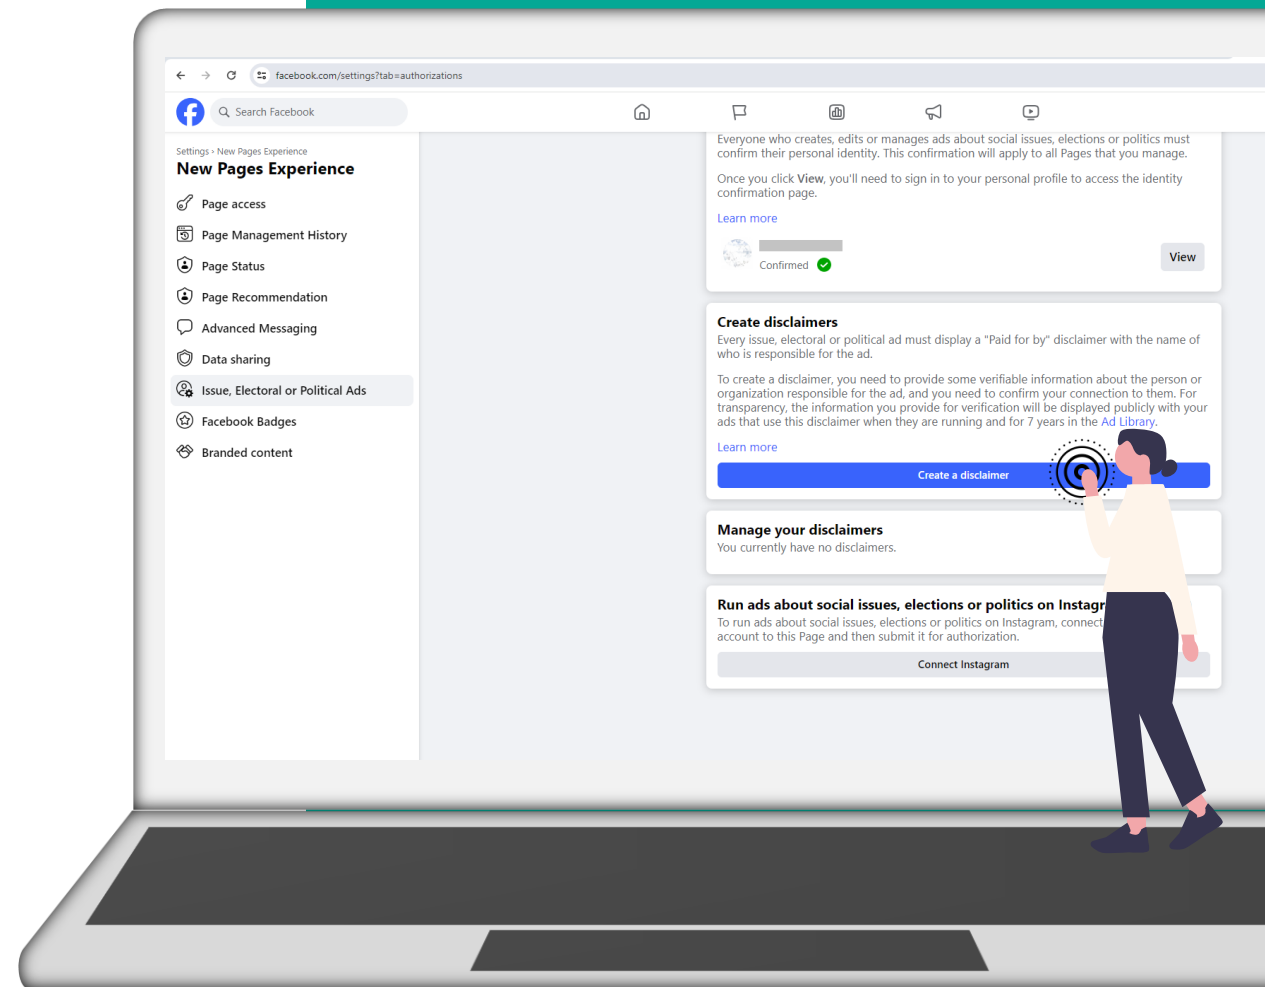 facebook.com/settings?tab=authorizations
Search Facebook
Settings › New Pages Experience
New Pages Experience
Page access
Page Management History
Page Status
Page Recommendation
Advanced Messaging
Data sharing
Issue, Electoral or Political Ads
Facebook Badges
Branded content
Everyone who creates, edits or manages ads about social issues, elections or politics must
confirm their personal identity. This confirmation will apply to all Pages that you manage.
Once you click View, you'll need to sign in to your personal profile to access the identity
confirmation page.
Learn more
Confirmed
View
Create disclaimers
Every issue, electoral or political ad must display a "Paid for by" disclaimer with the name of
who is responsible for the ad.
To create a disclaimer, you need to provide some verifiable information about the person or
organization responsible for the ad, and you need to confirm your connection to them. For
transparency, the information you provide for verification will be displayed publicly with your
ads that use this disclaimer when they are running and for 7 years in the Ad Library.
Learn more
Create a disclaimer
Manage your disclaimers
You currently have no disclaimers.
Run ads about social issues, elections or politics on Instagr
To run ads about social issues, elections or politics on Instagram, connect
account to this Page and then submit it for authorization.
Connect Instagram